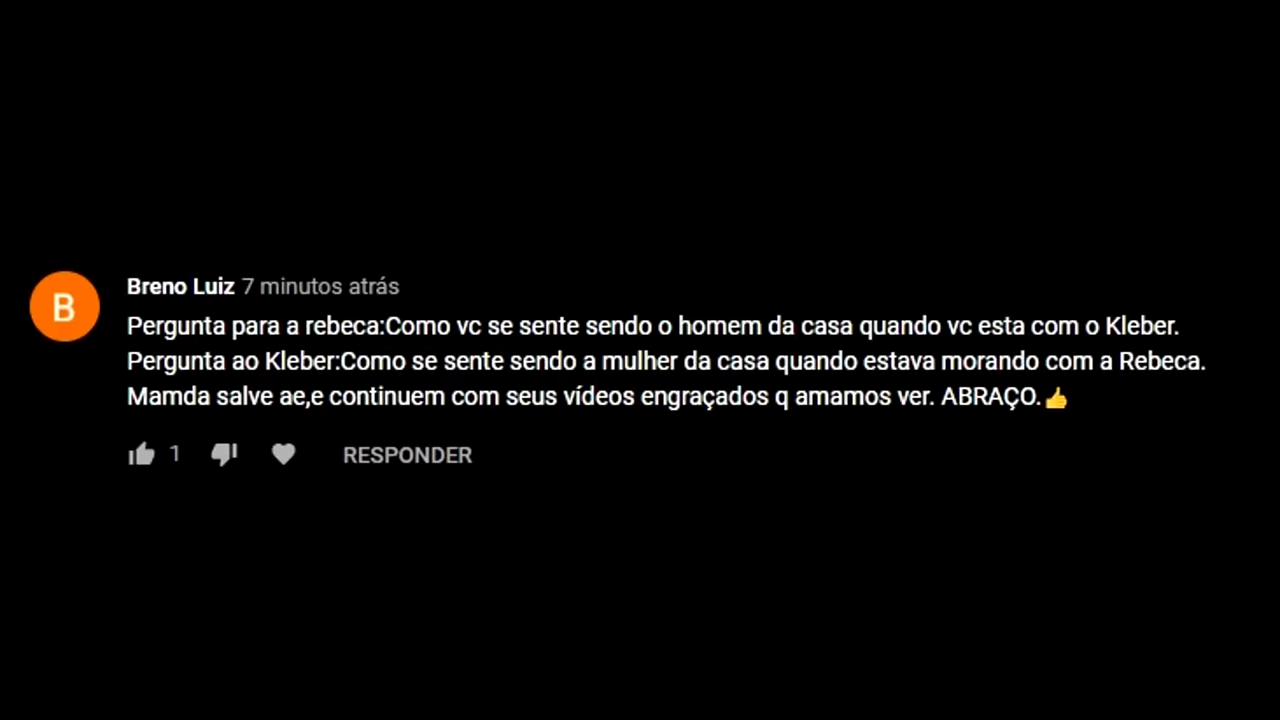 B
Breno Luiz 7 minutos atrás
Pergunta para a rebeca:Como vc se sente sendo o homem da casa quando vc esta com o Kleber.
Pergunta ao Kleber:Como se sente sendo a mulher da casa quando estava morando com a Rebeca.
Mamda salve ae,e continuem com seus vídeos engraçados q amamos ver. ABRAÇO.👍
1 RESPONDER